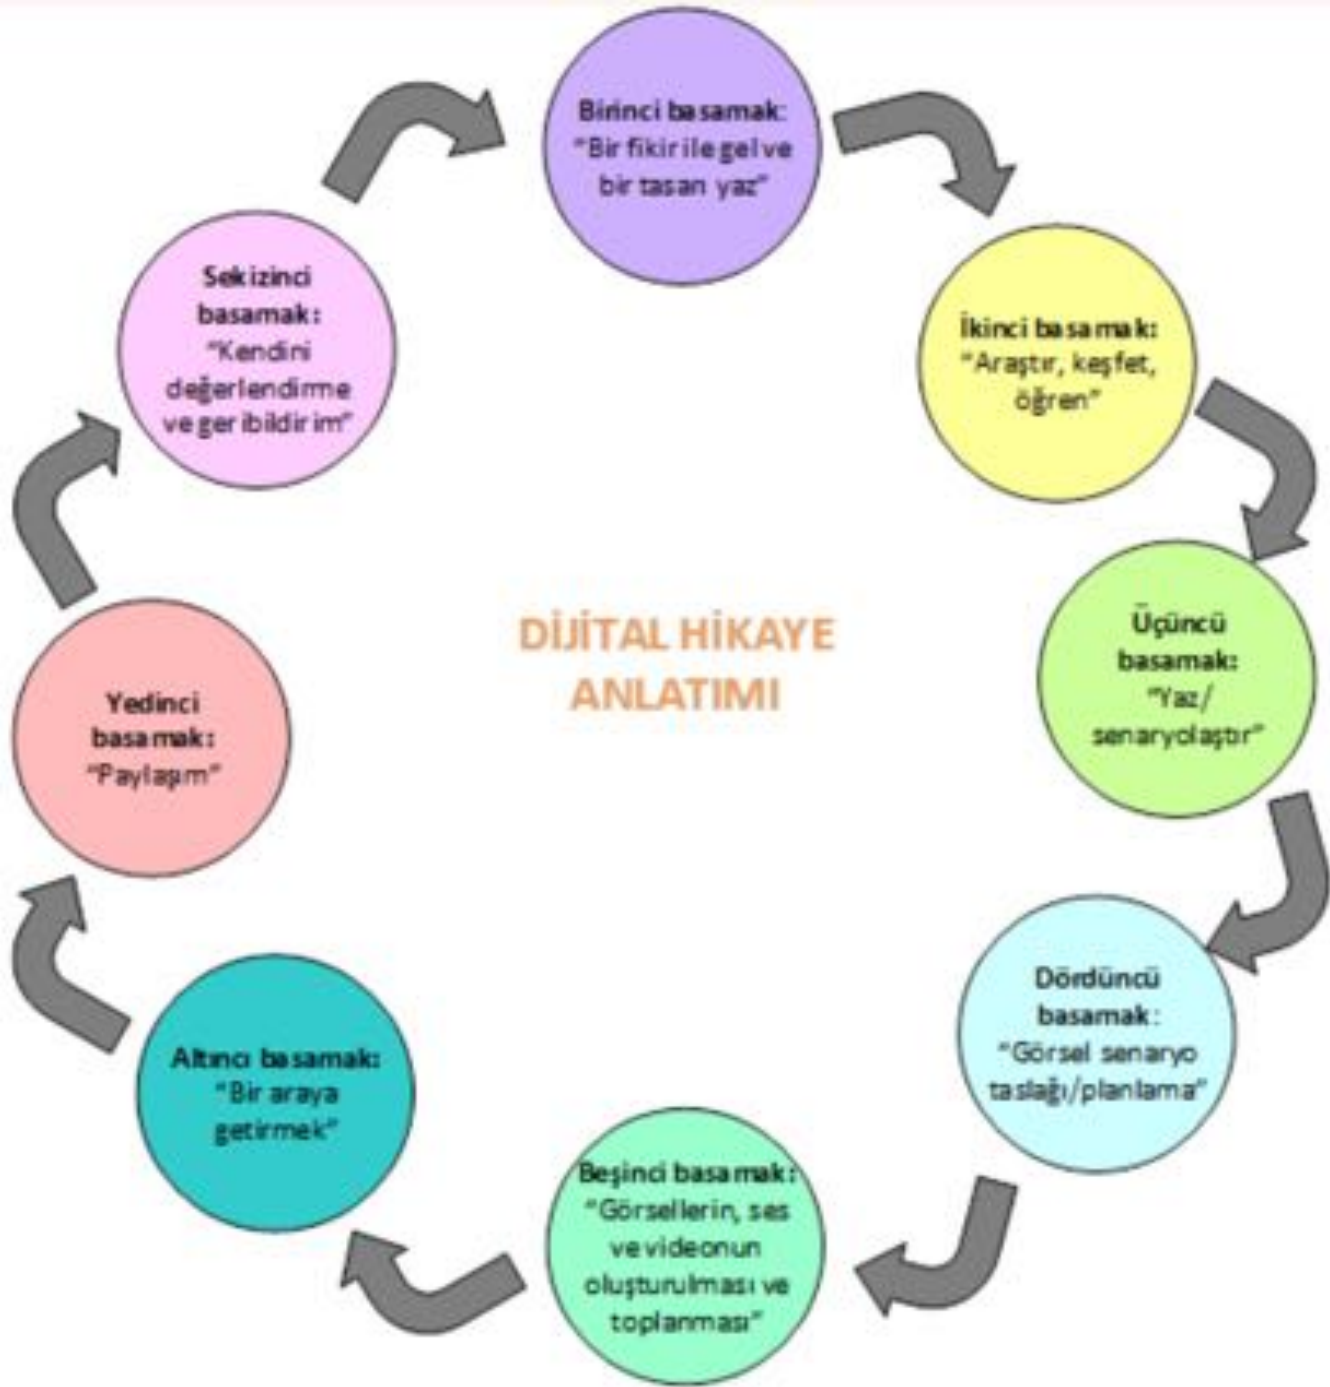 Birinci basamak:
"Bir fikir ile gel ve
bir tasarı yaz"
İkinci basamak:
"Araştır, keşfet,
öğren"
Üçüncü
basamak:
"Yaz/
senaryolaştır"
Dördüncü
basamak:
"Görsel senaryo
taslağı/planlama"
Beşinci basamak:
"Görsellerin, ses
ve videonun
oluşturulması ve
toplanması"
Altıncı basamak:
"Bir araya
getirmek"
Yedinci
basamak:
"Paylaşım"
Sekizinci
basamak:
"Kendini
değerlendirme
ve geribildirim"
DİJİTAL HİKAYE
ANLATIMI